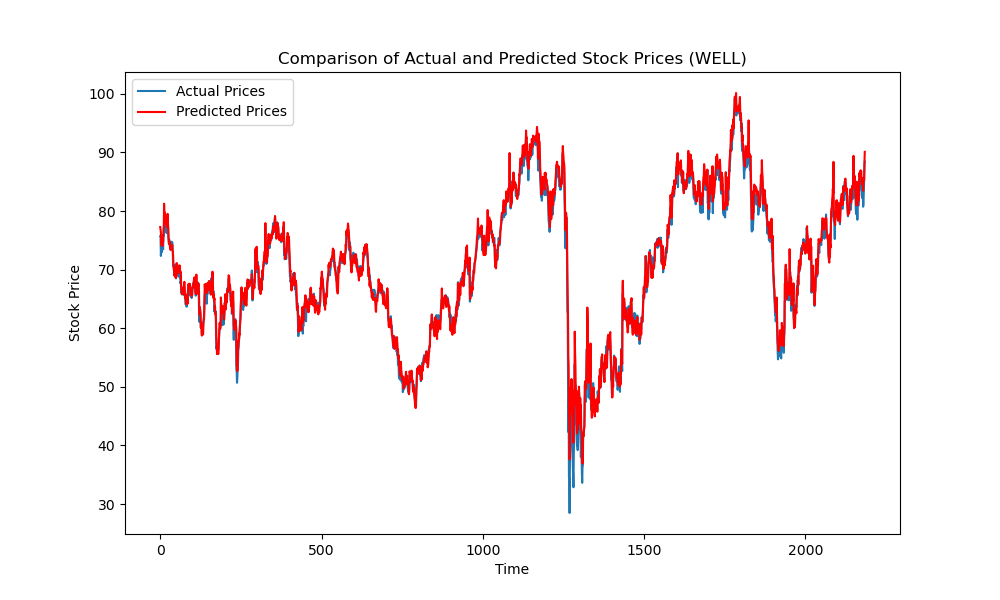 Comparison of Actual and Predicted Stock Prices (WELL)
Actual Prices
Predicted Prices
100
90
80
70
60
50
40
30
Stock Price
0
500
1000
1500
2000
Time